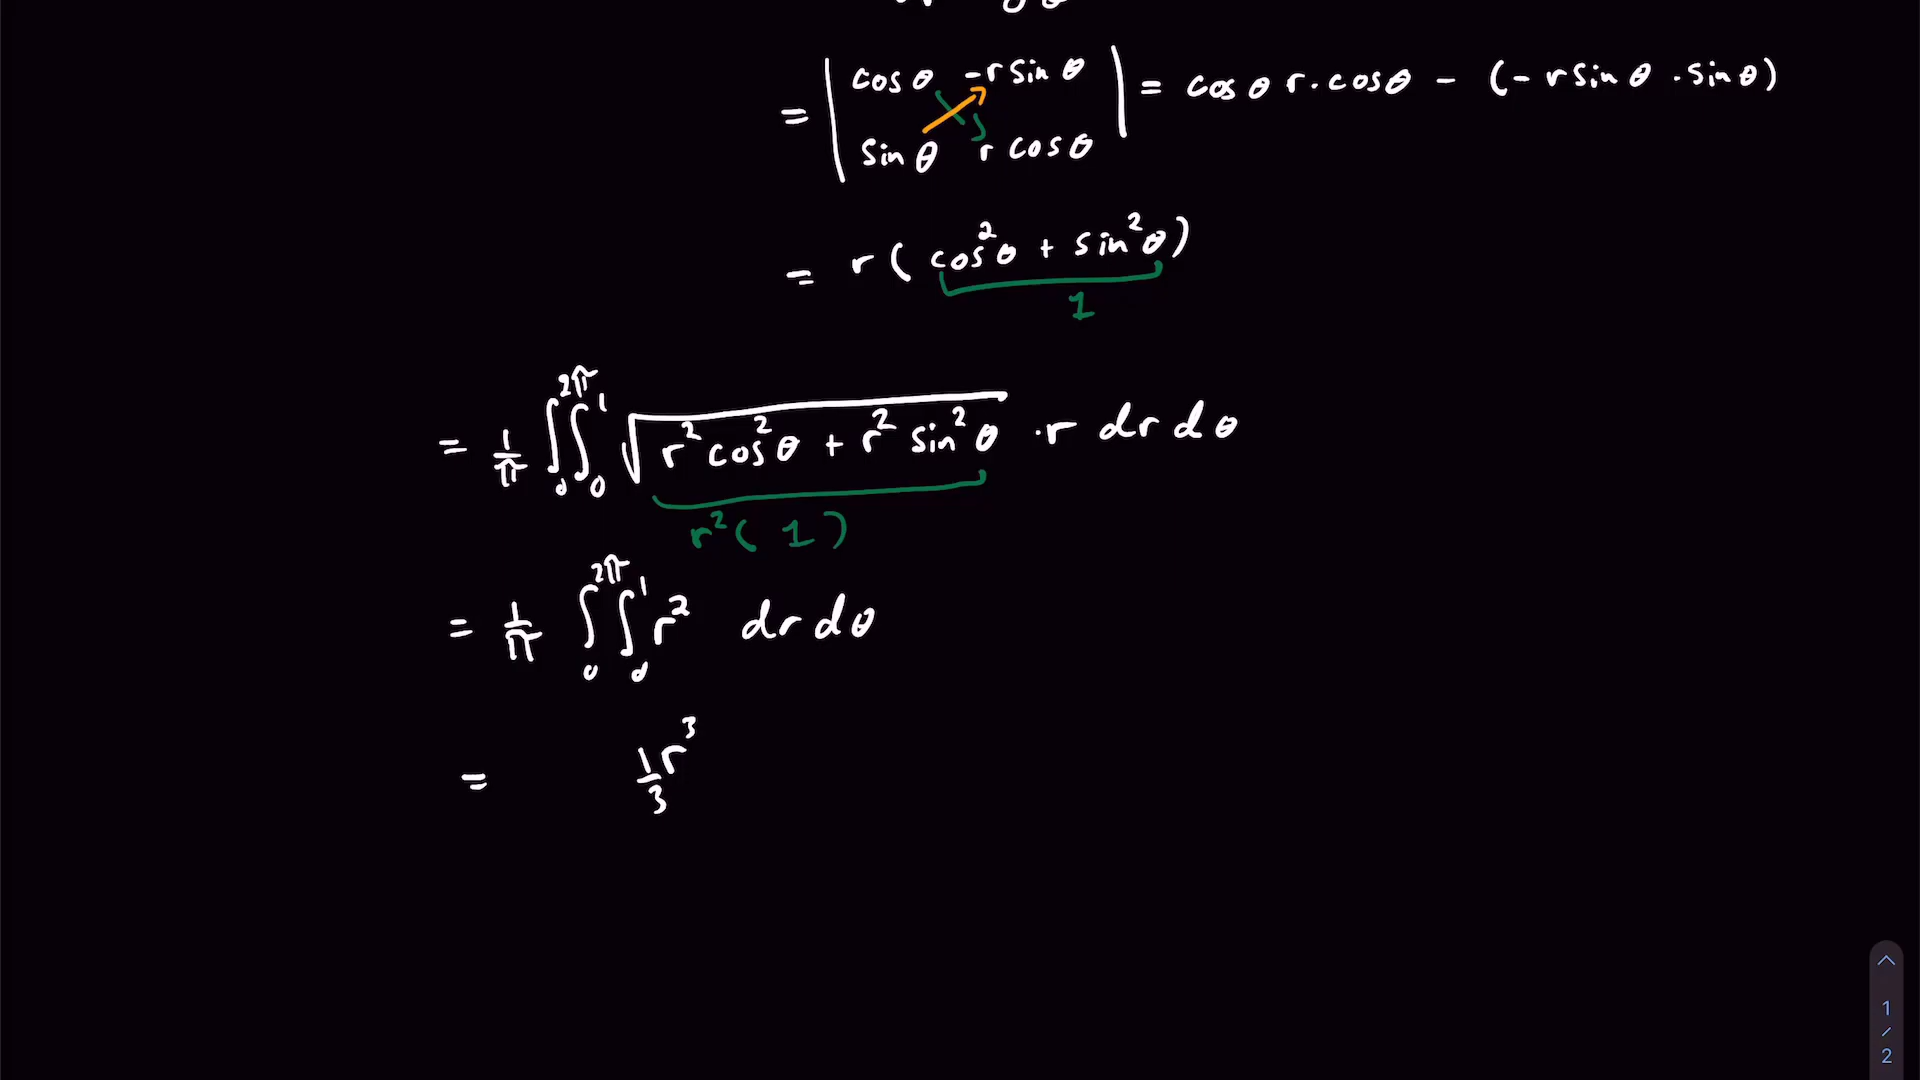 = | cos θ -r sin θ | = cos θ r · cos θ - (-r sin θ · sin θ)
sin θ r cos θ
= r ( cos²θ + sin²θ )
1
= 1/π ∫₀^2π ∫₀^1 √(r² cos²θ + r² sin²θ) · r dr dθ
r² ( 1 )
= 1/π ∫₀^2π ∫₀^1 r² dr dθ
= 1/3 r³
1
/
2